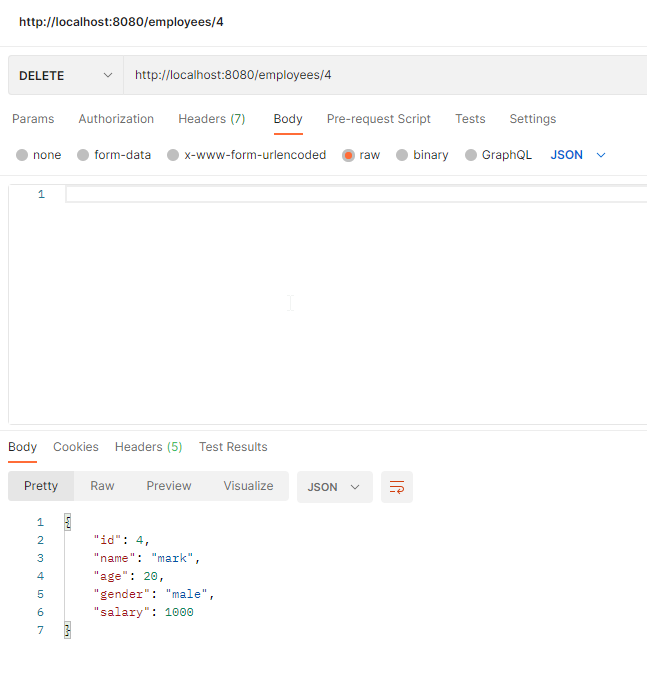 http://localhost:8080/employees/4
DELETE http://localhost:8080/employees/4
Params Authorization Headers (7) Body Pre-request Script Tests Settings
none form-data x-www-form-urlencoded raw binary GraphQL JSON
1
Body Cookies Headers (5) Test Results
Pretty Raw Preview Visualize JSON
1 {
2 "id": 4,
3 "name": "mark",
4 "age": 20,
5 "gender": "male",
6 "salary": 1000
7 }